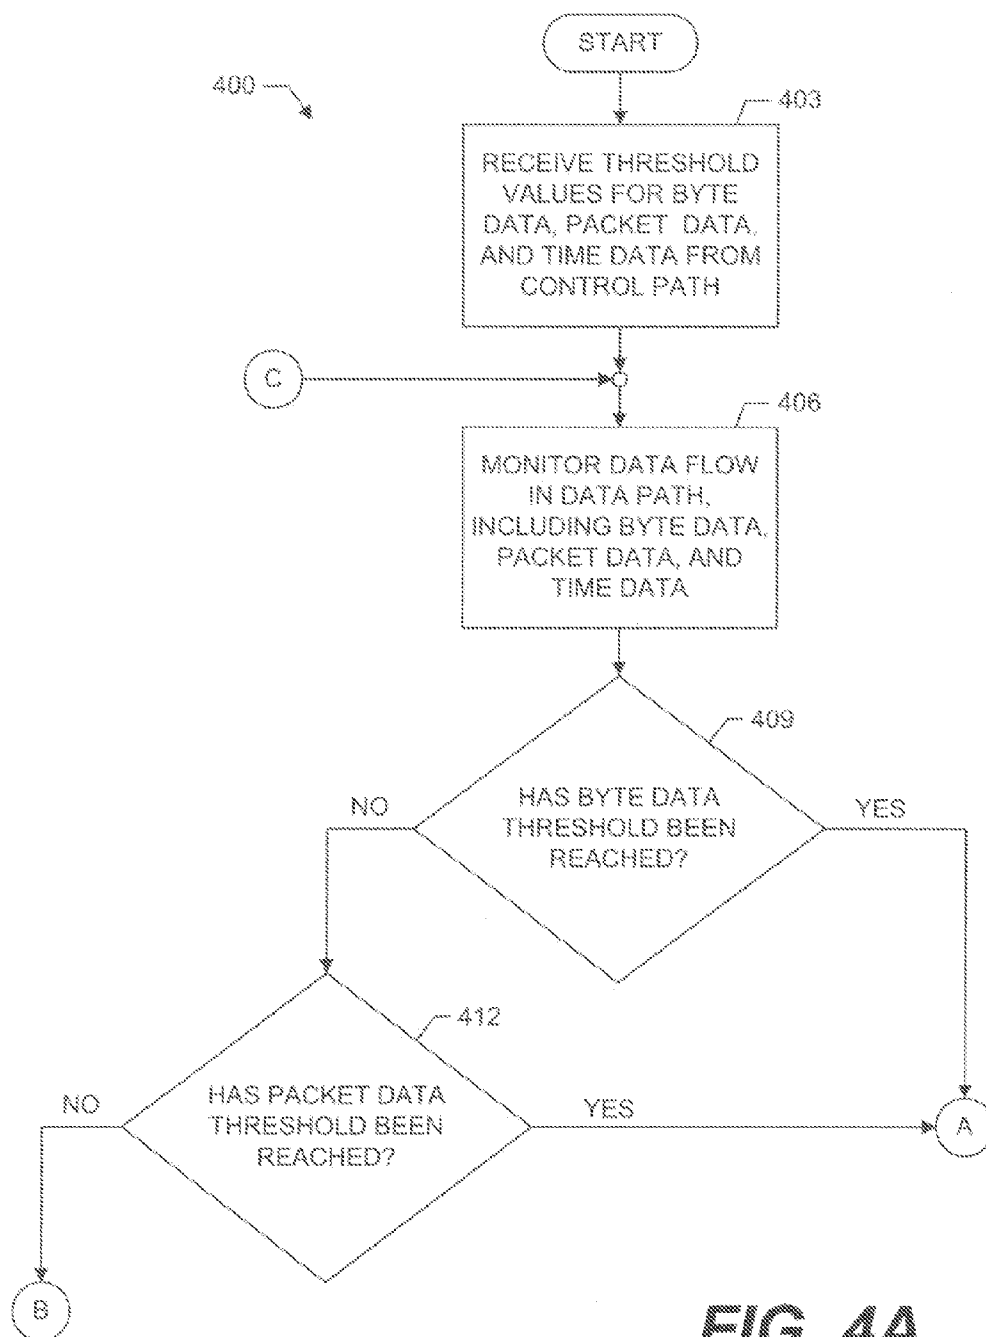 START
400
403
RECEIVE THRESHOLD
VALUES FOR BYTE
DATA, PACKET DATA,
AND TIME DATA FROM
CONTROL PATH
C
406
MONITOR DATA FLOW
IN DATA PATH,
INCLUDING BYTE DATA,
PACKET DATA, AND
TIME DATA
409
NO
HAS BYTE DATA
THRESHOLD BEEN
REACHED?
YES
412
NO
HAS PACKET DATA
THRESHOLD BEEN
REACHED?
YES
A
B
FIG. 4A